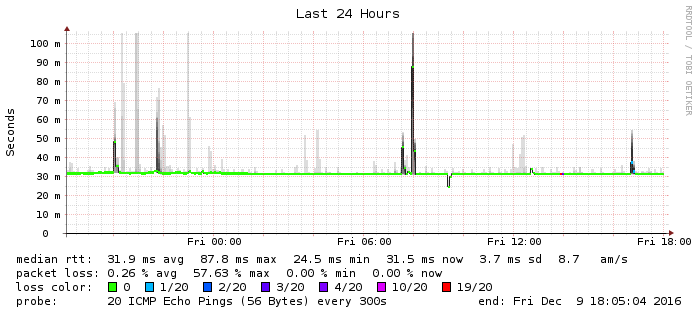 Last 24 Hours
RRDTOOL / TOBI OETIKER
Seconds
100 m
90 m
80 m
70 m
60 m
50 m
40 m
30 m
20 m
10 m
0
Fri 00:00 Fri 06:00 Fri 12:00 Fri 18:00
median rtt: 31.9 ms avg 87.8 ms max 24.5 ms min 31.5 ms now 3.7 ms sd 8.7 am/s
packet loss: 0.26 % avg 57.63 % max 0.00 % min 0.00 % now
loss color: 0 1/20 2/20 3/20 4/20 10/20 19/20
probe: 20 ICMP Echo Pings (56 Bytes) every 300s end: Fri Dec 9 18:05:04 2016